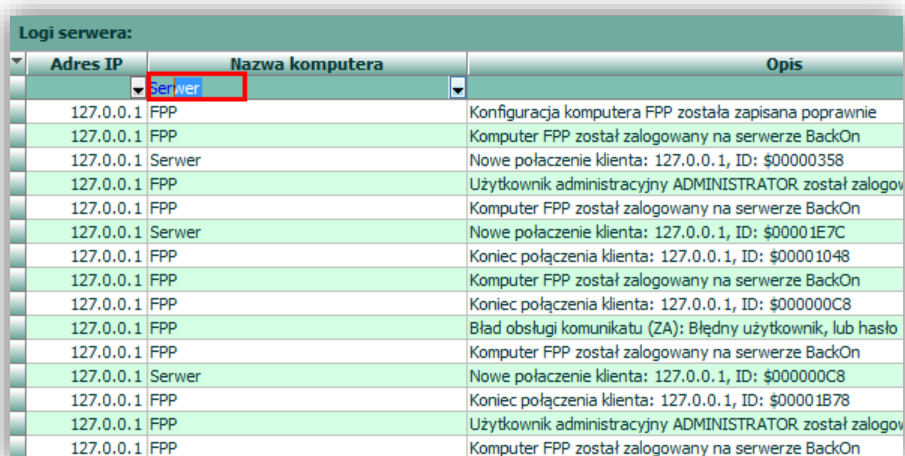 Logi serwera:
Adres IP Nazwa komputera Opis
Serwer
127.0.0.1 FPP Konfiguracja komputera FPP została zapisana poprawnie
127.0.0.1 FPP Komputer FPP został zalogowany na serwerze BackOn
127.0.0.1 Serwer Nowe połaczenie klienta: 127.0.0.1, ID: $00000358
127.0.0.1 FPP Użytkownik administracyjny ADMINISTRATOR został zalogow
127.0.0.1 FPP Komputer FPP został zalogowany na serwerze BackOn
127.0.0.1 Serwer Nowe połaczenie klienta: 127.0.0.1, ID: $00001E7C
127.0.0.1 FPP Koniec połączenia klienta: 127.0.0.1, ID: $00001048
127.0.0.1 FPP Komputer FPP został zalogowany na serwerze BackOn
127.0.0.1 FPP Koniec połączenia klienta: 127.0.0.1, ID: $000000C8
127.0.0.1 FPP Bład obsługi komunikatu (ZA): Błędny użytkownik, lub hasło
127.0.0.1 FPP Komputer FPP został zalogowany na serwerze BackOn
127.0.0.1 Serwer Nowe połaczenie klienta: 127.0.0.1, ID: $000000C8
127.0.0.1 FPP Koniec połączenia klienta: 127.0.0.1, ID: $00001B78
127.0.0.1 FPP Użytkownik administracyjny ADMINISTRATOR został zalogow
127.0.0.1 FPP Komputer FPP został zalogowany na serwerze BackOn